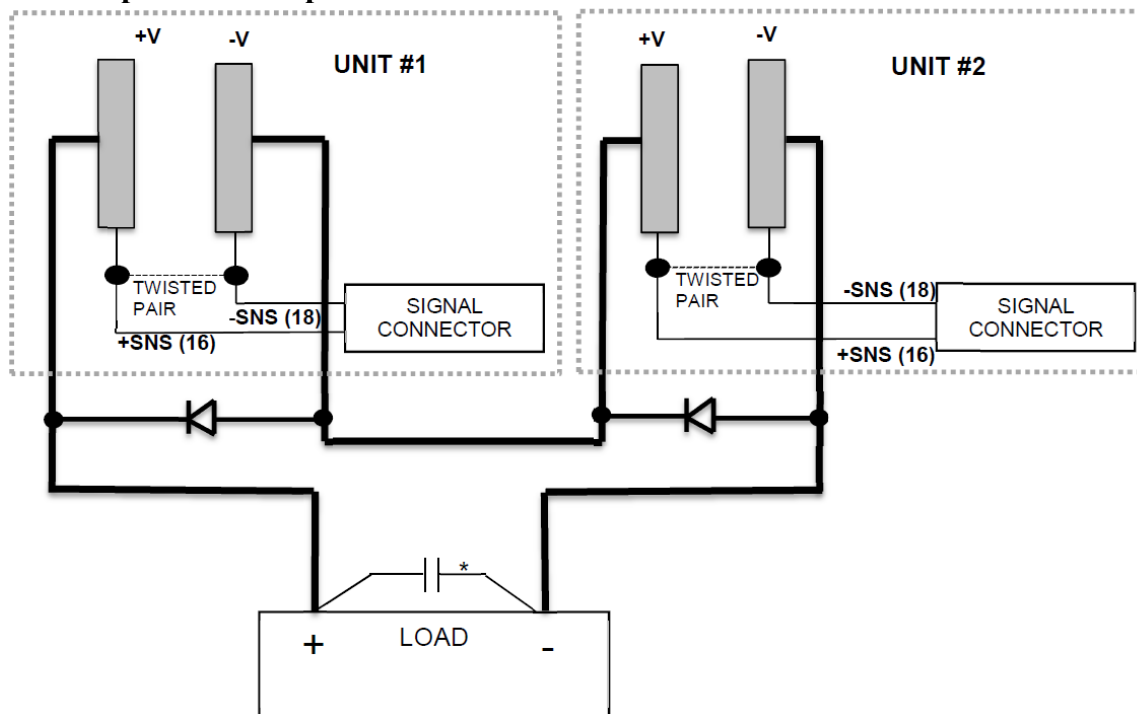 +V
-V
UNIT #1
TWISTED
PAIR
-SNS (18)
+SNS (16)
SIGNAL
CONNECTOR
+V
-V
UNIT #2
TWISTED
PAIR
-SNS (18)
+SNS (16)
SIGNAL
CONNECTOR
*
+ LOAD -